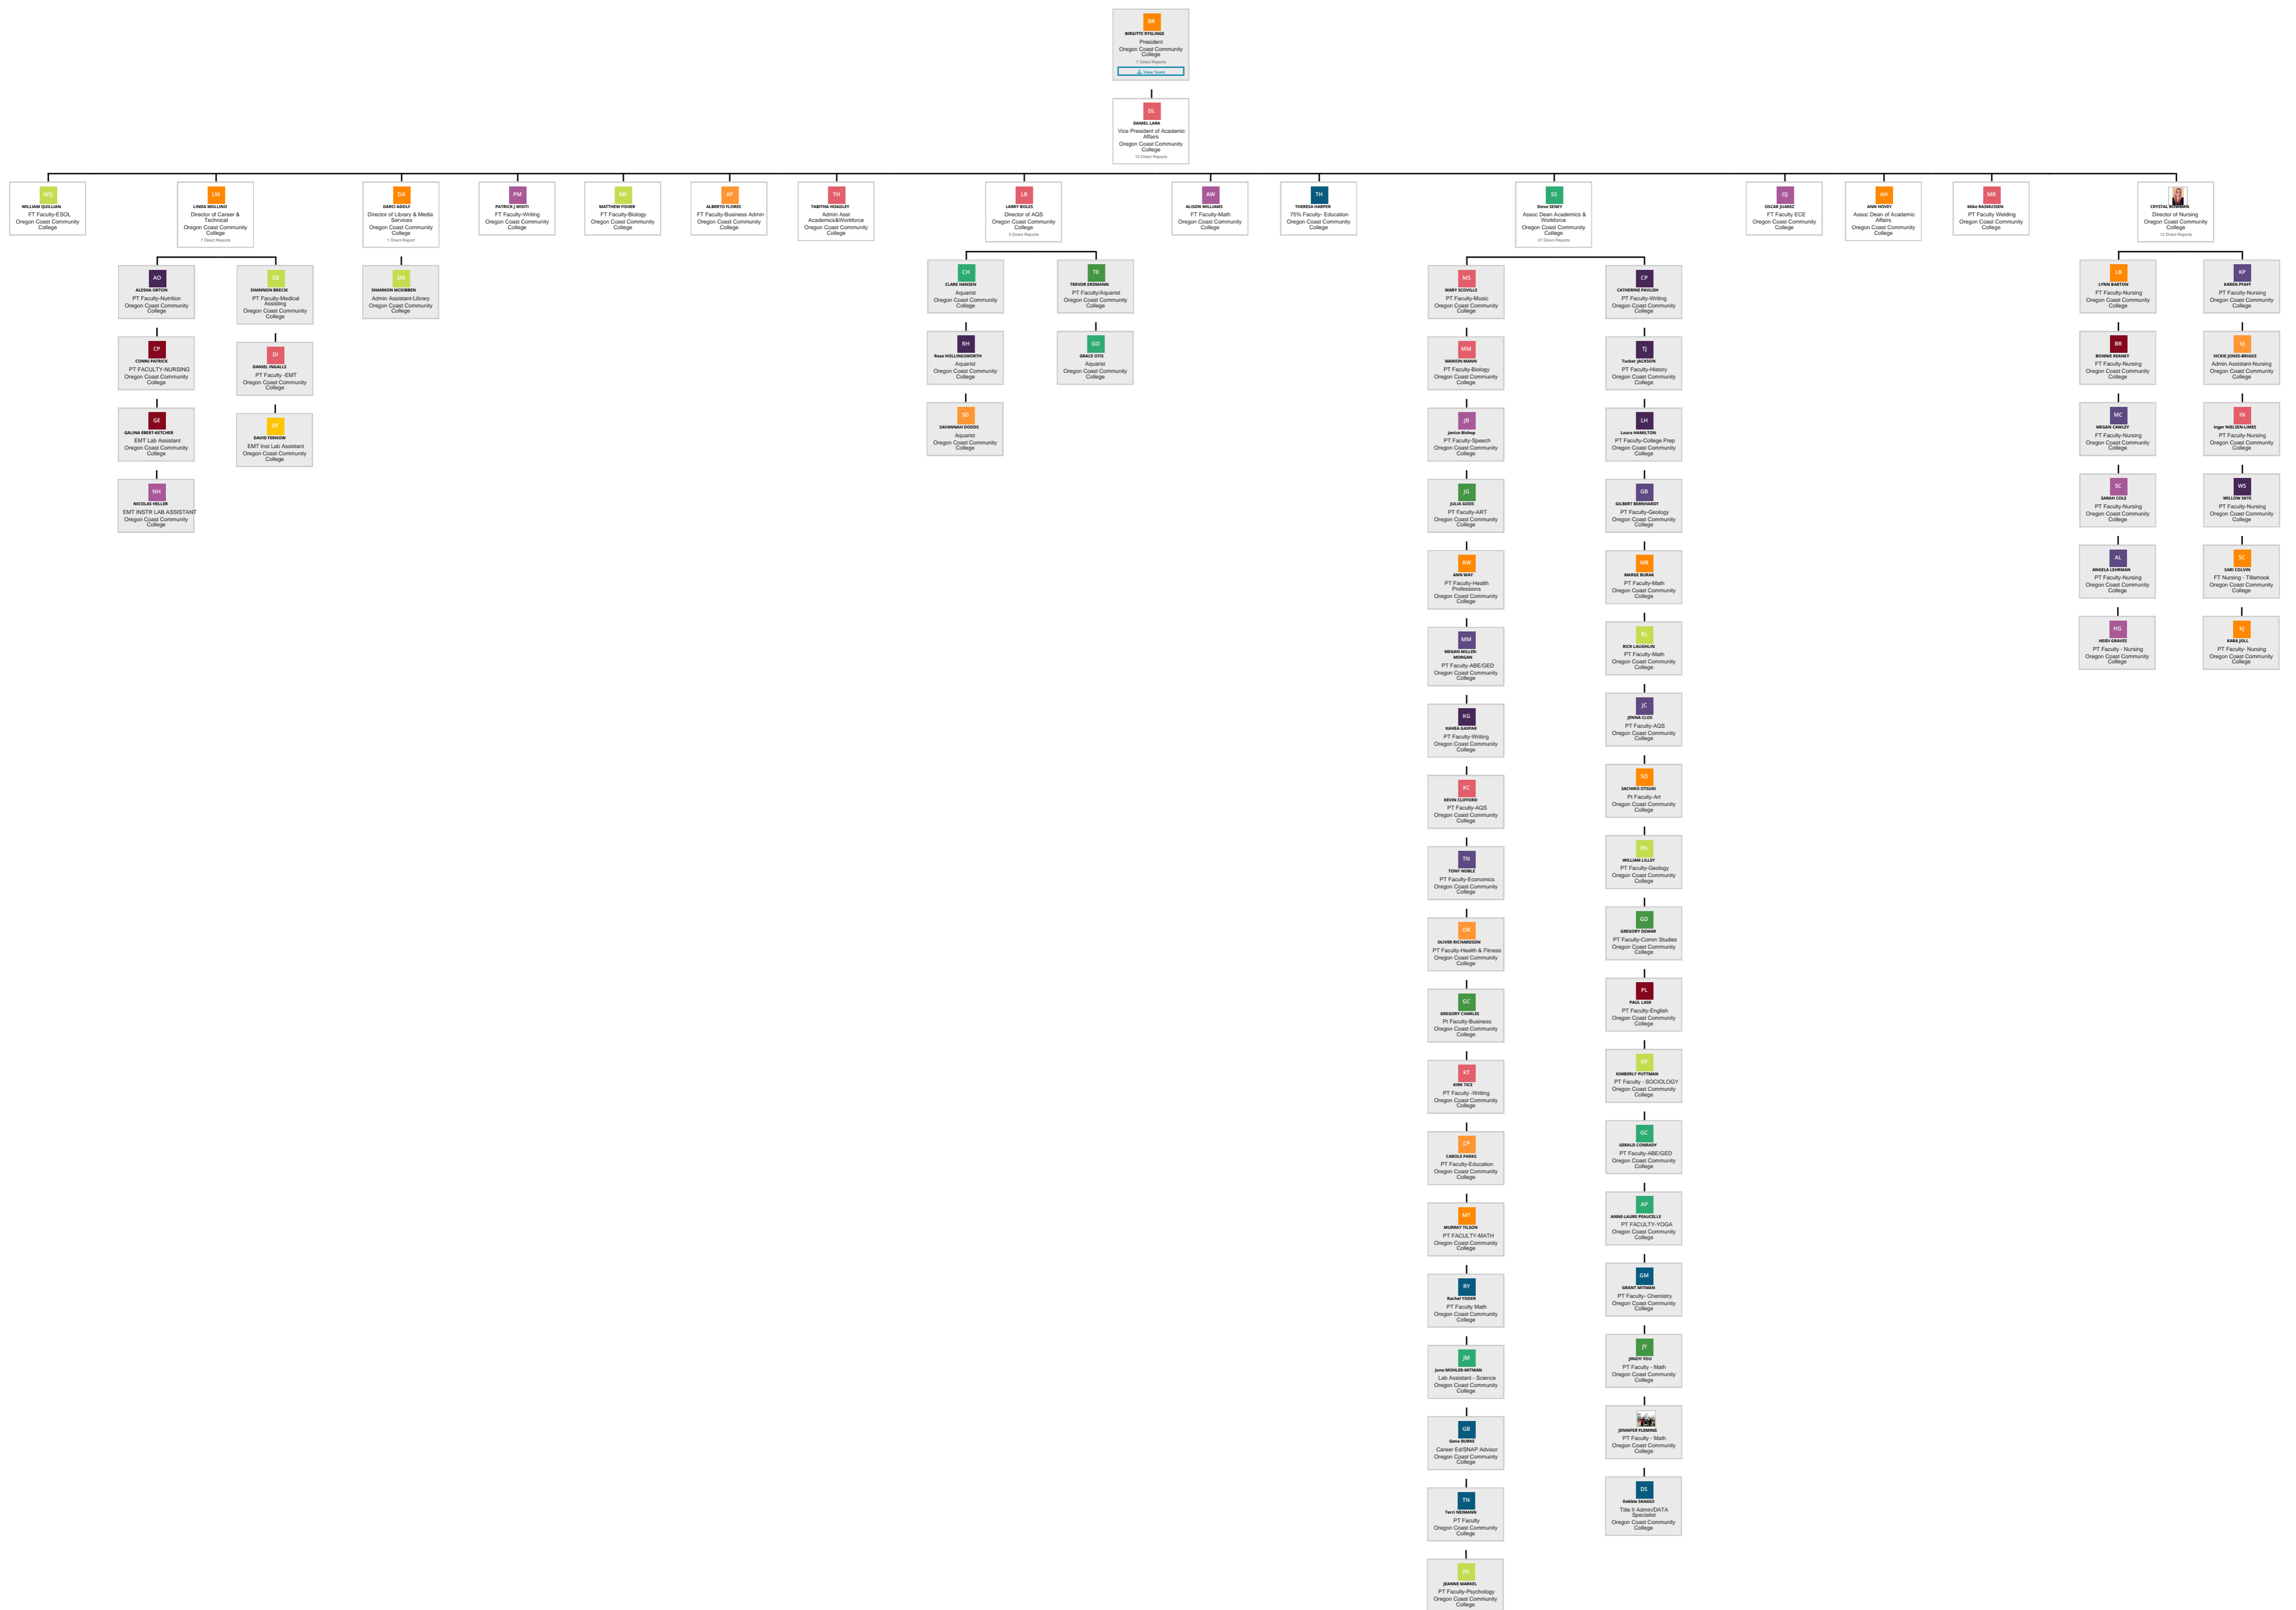 BR
BIRGITTE RYSLINGE
President
Oregon Coast Community
College
7 Direct Reports
View Team
DL
DANIEL LARA
Vice President of Academic
Affairs
Oregon Coast Community
College
15 Direct Reports
WQ
WILLIAM QUILLIAN
FT Faculty-ESOL
Oregon Coast Community
College
LM
LINDA MOLLINO
Director of Career &
Technical
Oregon Coast Community
College
7 Direct Reports
DA
DARCI ADOLF
Director of Library & Media
Services
Oregon Coast Community
College
1 Direct Report
PM
PATRICK J MISITI
FT Faculty-Writing
Oregon Coast Community
College
MF
MATTHEW FISHER
FT Faculty-Biology
Oregon Coast Community
College
AF
ALBERTO FLORES
FT Faculty-Business Admin
Oregon Coast Community
College
TH
TABITHA HOADLEY
Admin Asst
Academics&Workforce
Oregon Coast Community
College
LB
LARRY BOLES
Director of AQS
Oregon Coast Community
College
5 Direct Reports
AW
ALISON WILLIAMS
FT Faculty-Math
Oregon Coast Community
College
TH
THERESA HARPER
75% Faculty- Education
Oregon Coast Community
College
SS
Steve SENEY
Assoc Dean Academics &
Workforce
Oregon Coast Community
College
37 Direct Reports
OJ
OSCAR JUAREZ
FT Faculty ECE
Oregon Coast Community
College
AH
ANN HOVEY
Assoc Dean of Academic
Affairs
Oregon Coast Community
College
MR
Mike RASMUSSEN
PT Faculty Welding
Oregon Coast Community
College
CRYSTAL BOWMAN
Director of Nursing
Oregon Coast Community
College
12 Direct Reports
AO
ALESHA ORTON
PT Faculty-Nutrition
Oregon Coast Community
College
CP
CONNI PATRICK
PT FACULTY-NURSING
Oregon Coast Community
College
GE
GALINA EBERT-KETCHER
EMT Lab Assistant
Oregon Coast Community
College
NH
NICOLAS HELLER
EMT INSTR LAB ASSISTANT
Oregon Coast Community
College
SB
SHANNON BRECIK
PT Faculty-Medical
Assisting
Oregon Coast Community
College
DI
DANIEL INGALLS
PT Faculty -EMT
Oregon Coast Community
College
DF
DAVID FERNOW
EMT Inst Lab Assistant
Oregon Coast Community
College
SM
SHANNON MCKIBBEN
Admin Assistant-Library
Oregon Coast Community
College
CH
CLARE HANSEN
Aquarist
Oregon Coast Community
College
RH
Rose HOLLINGSWORTH
Aquarist
Oregon Coast Community
College
SD
SAVANNAH DODDS
Aquarist
Oregon Coast Community
College
TE
TREVOR ERDMANN
PT Faculty/Aquarist
Oregon Coast Community
College
GO
GRACE OTIS
Aquarist
Oregon Coast Community
College
MS
MARY SCOVILLE
PT Faculty-Music
Oregon Coast Community
College
MM
MARION MANN
PT Faculty-Biology
Oregon Coast Community
College
JB
Janice Bishop
PT Faculty-Speech
Oregon Coast Community
College
JG
JULIA GOOS
PT Faculty-ART
Oregon Coast Community
College
AW
ANN WAY
PT Faculty-Health
Professions
Oregon Coast Community
College
MM
MEGAN MILLER-
MORGAN
PT Faculty-ABE/GED
Oregon Coast Community
College
KG
KAHEA GASPAR
PT Faculty-Writing
Oregon Coast Community
College
KC
KEVIN CLIFFORD
PT Faculty-AQS
Oregon Coast Community
College
TN
TONY NOBLE
PT Faculty-Economics
Oregon Coast Community
College
OR
OLIVER RICHARDSON
PT Faculty-Health & Fitness
Oregon Coast Community
College
GC
GREGORY CHARLES
Pt Faculty-Business
Oregon Coast Community
College
KT
KIRK TICE
PT Faculty -Writing
Oregon Coast Community
College
CP
CAROLE PARKS
PT Faculty-Education
Oregon Coast Community
College
MT
MURRAY TILSON
PT FACULTY-MATH
Oregon Coast Community
College
RY
Rachel YODER
PT Faculty Math
Oregon Coast Community
College
JM
June MOHLER-MITMAN
Lab Assistant - Science
Oregon Coast Community
College
GB
Gena BURKE
Career Ed/SNAP Advisor
Oregon Coast Community
College
TN
Terri NEIMANN
PT Faculty
Oregon Coast Community
College
JM
JEANNE MARKEL
PT Faculty-Psychology
Oregon Coast Community
College
CP
CATHERINE PAVLISH
PT Faculty-Writing
Oregon Coast Community
College
TJ
Tucker JACKSON
PT Faculty-History
Oregon Coast Community
College
LH
Laura HAMILTON
PT Faculty-College Prep
Oregon Coast Community
College
GB
GILBERT BERNHARDT
PT Faculty-Geology
Oregon Coast Community
College
MB
MARGE BURAK
PT Faculty-Math
Oregon Coast Community
College
RL
RICK LAUGHLIN
PT Faculty-Math
Oregon Coast Community
College
JC
JENNA CLOS
PT Faculty-AQS
Oregon Coast Community
College
SO
SACHIKO OTSUKI
Pt Faculty-Art
Oregon Coast Community
College
WL
WILLIAM LILLEY
PT Faculty-Geology
Oregon Coast Community
College
GD
GREGORY DEWAR
PT Faculty-Comm Studies
Oregon Coast Community
College
PL
PAUL LASK
PT Faculty-English
Oregon Coast Community
College
KP
KIMBERLY PUTTMAN
PT Faculty - SOCIOLOGY
Oregon Coast Community
College
GC
GERALD CONRADY
PT Faculty-ABE/GED
Oregon Coast Community
College
AP
ANNE-LAURE PEAUCELLE
PT FACULTY-YOGA
Oregon Coast Community
College
GM
GRANT MITMAN
PT Faculty- Chemistry
Oregon Coast Community
College
JY
JINGYI YOU
PT Faculty - Math
Oregon Coast Community
College
JENNIFER FLEMING
PT Faculty - Math
Oregon Coast Community
College
DS
Debbie SKAGGS
Title II Admin/DATA
Specialist
Oregon Coast Community
College
LB
LYNN BARTON
FT Faculty-Nursing
Oregon Coast Community
College
BR
BONNIE REANEY
FT Faculty-Nursing
Oregon Coast Community
College
MC
MEGAN CAWLEY
FT Faculty-Nursing
Oregon Coast Community
College
SC
SARAH COLE
PT Faculty-Nursing
Oregon Coast Community
College
AL
ANGELA LEHRMAN
PT Faculty-Nursing
Oregon Coast Community
College
HG
HEIDI GRAVES
PT Faculty - Nursing
Oregon Coast Community
College
KP
KAREN PFAFF
PT Faculty-Nursing
Oregon Coast Community
College
VJ
VICKIE JONES-BRIGGS
Admin Assistant-Nursing
Oregon Coast Community
College
IN
Inger NIELSEN-LIMES
PT Faculty-Nursing
Oregon Coast Community
College
WS
WILLOW SKYE
PT Faculty-Nursing
Oregon Coast Community
College
SC
SARI COLVIN
FT Nursing - Tillamook
Oregon Coast Community
College
KJ
KARA JOLL
PT Faculty- Nursing
Oregon Coast Community
College